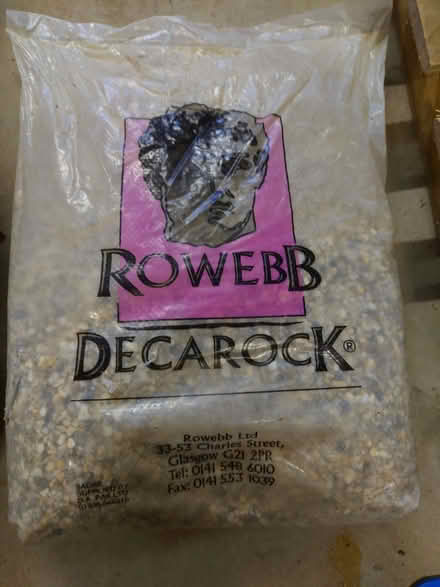 ROWEBB
DECAROCK®
Rowebb Ltd
33-53 Charles Street,
Glasgow G21 2PR
Tel: 0141 548 6010
Fax: 0141 553 1039